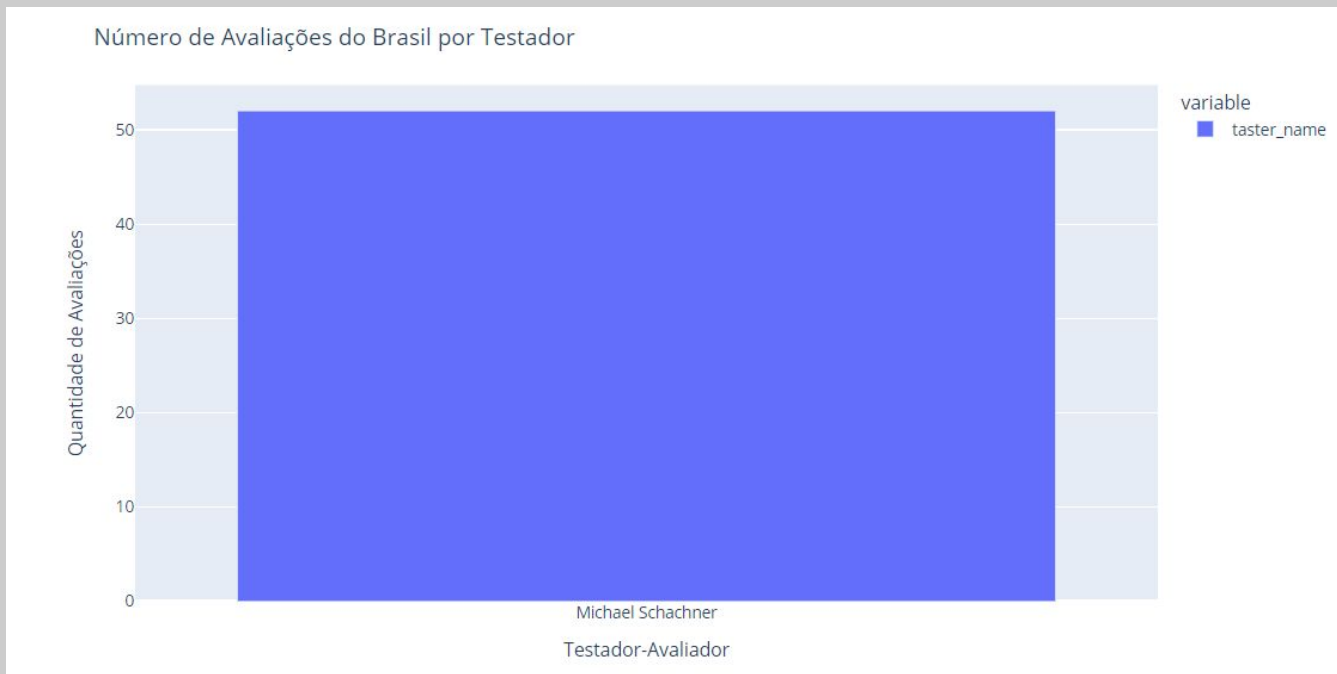 Número de Avaliações do Brasil por Testador
variable
taster_name
Quantidade de Avaliações
50
40
30
20
10
0
Michael Schachner
Testador-Avaliador